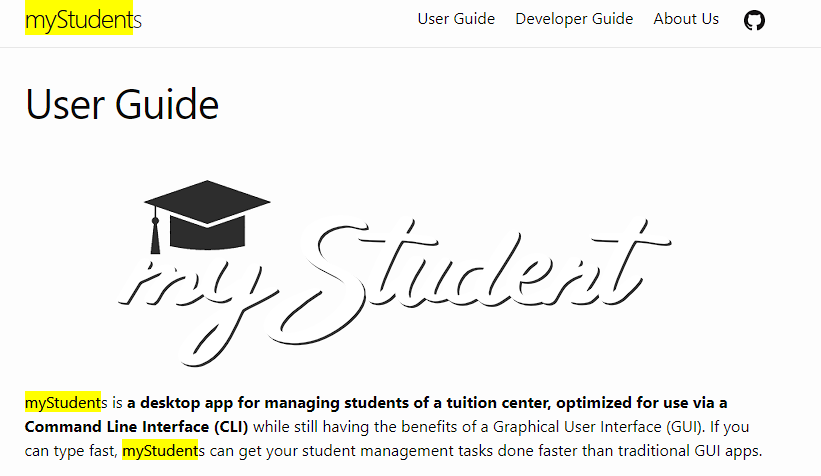 myStudents
User Guide Developer Guide About Us
User Guide
myStudent
myStudents is a desktop app for managing students of a tuition center, optimized for use via a
Command Line Interface (CLI) while still having the benefits of a Graphical User Interface (GUI). If you
can type fast, myStudents can get your student management tasks done faster than traditional GUI apps.